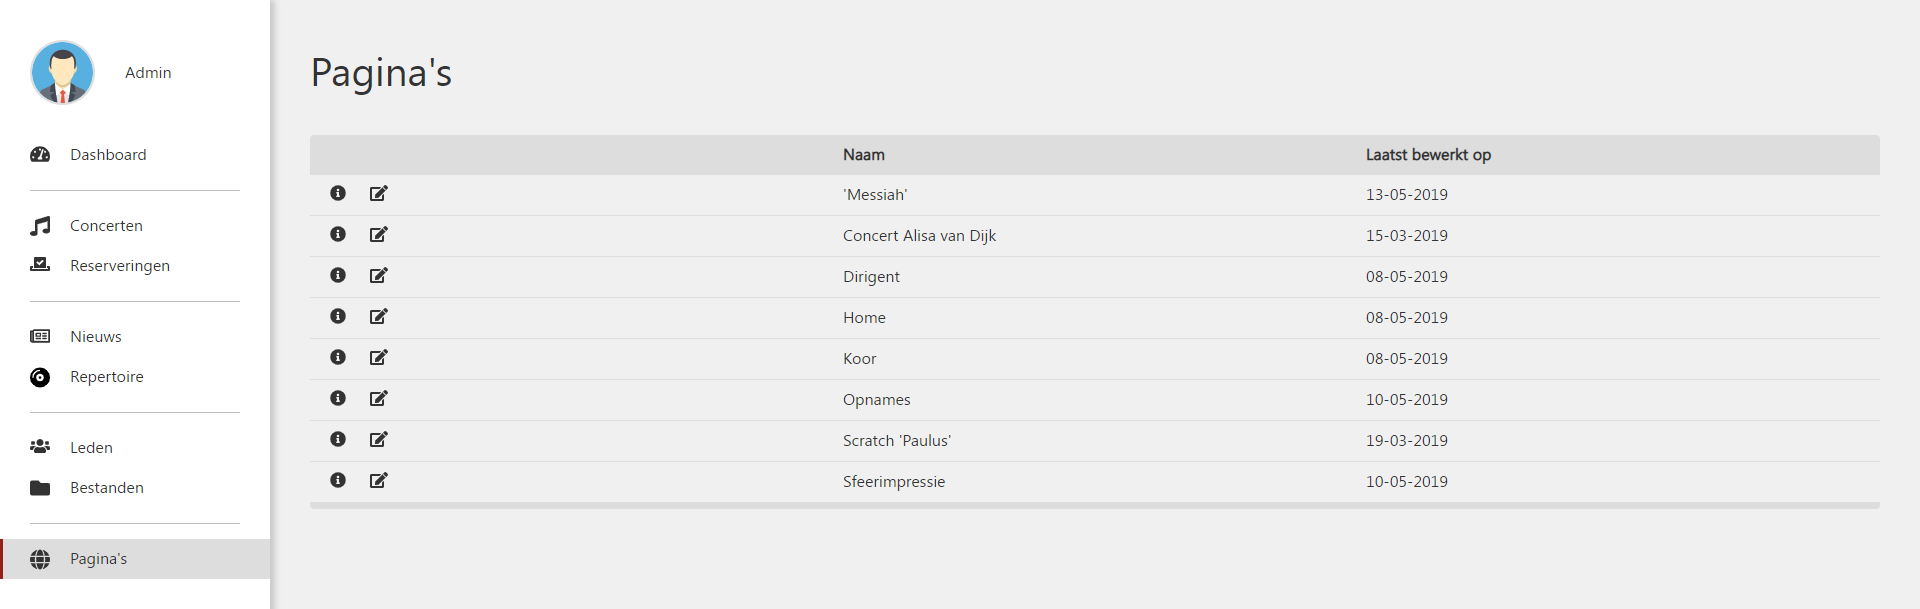 Admin
Dashboard
Concerten
Reserveringen
Nieuws
Repertoire
Leden
Bestanden
Pagina's
Pagina's
Naam Laatst bewerkt op
'Messiah' 13-05-2019
Concert Alisa van Dijk 15-03-2019
Dirigent 08-05-2019
Home 08-05-2019
Koor 08-05-2019
Opnames 10-05-2019
Scratch 'Paulus' 19-03-2019
Sfeerimpressie 10-05-2019